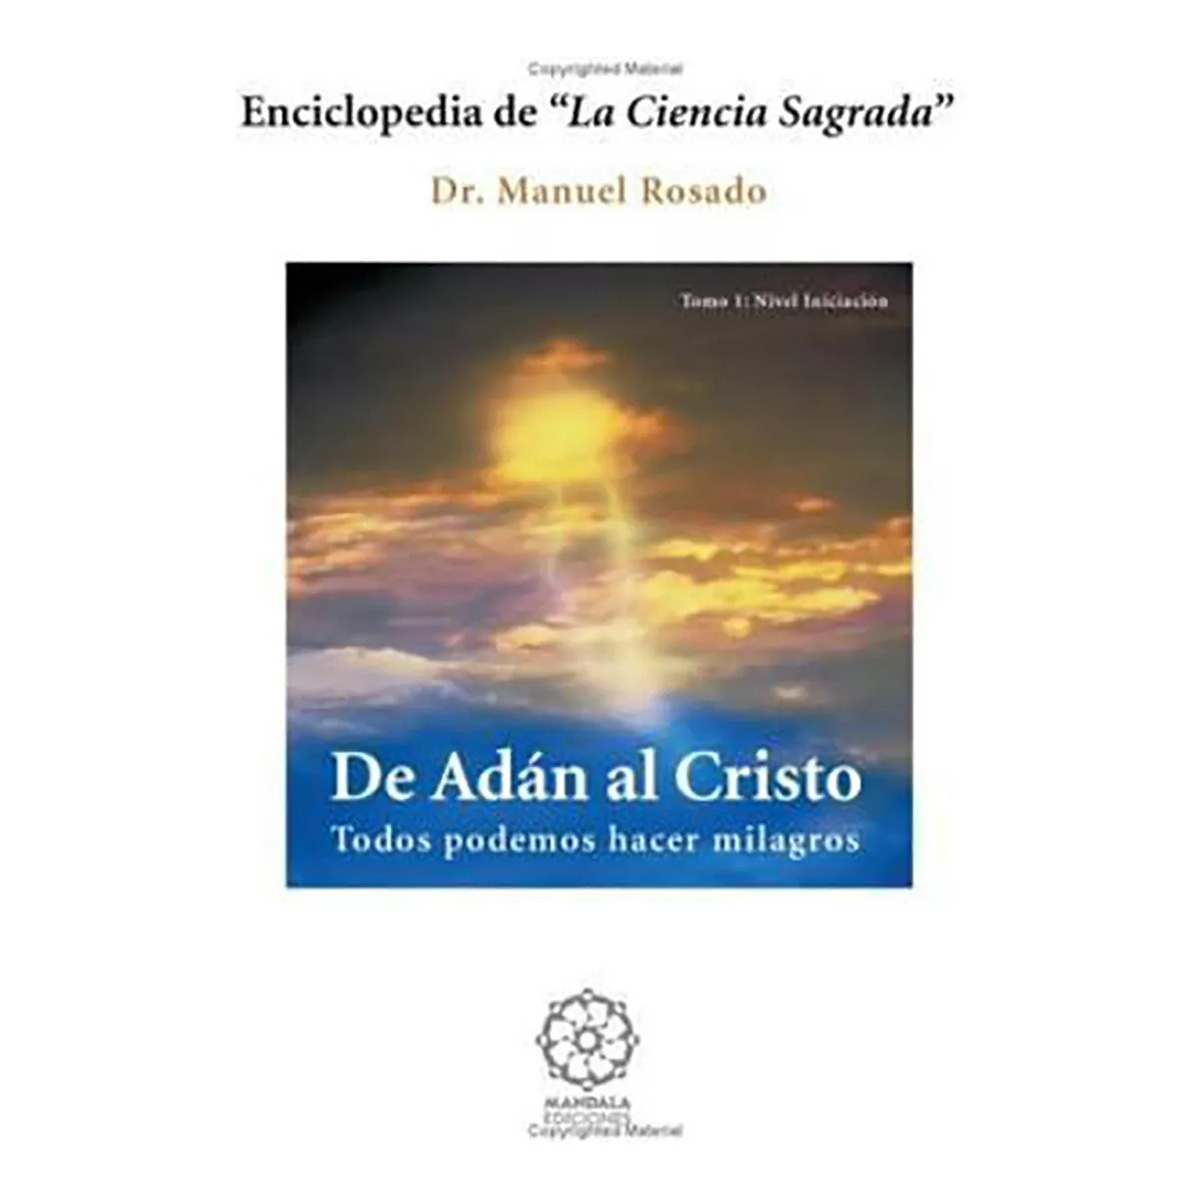 Copyrighted Material
Enciclopedia de “La Ciencia Sagrada”
Dr. Manuel Rosado
Tomo 1: Nivel Iniciación
De Adán al Cristo
Todos podemos hacer milagros
MANDALA
EDICIONES
Copyrighted Material